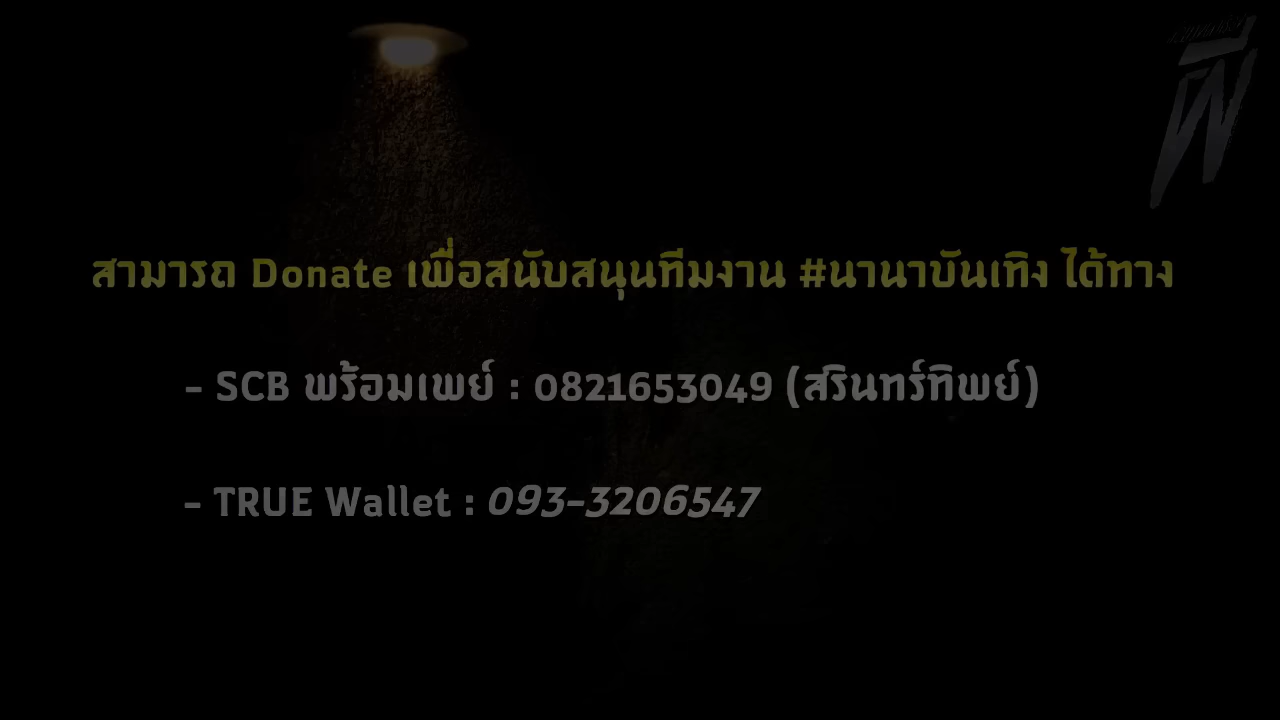 ผี
สามารถ Donate เพื่อสนับสนุนทีมงาน #นานาบันเทิง ได้ทาง
- SCB พร้อมเพย์ : 0821653049 (สรินทร์ทิพย์)
- TRUE Wallet : 093-3206547